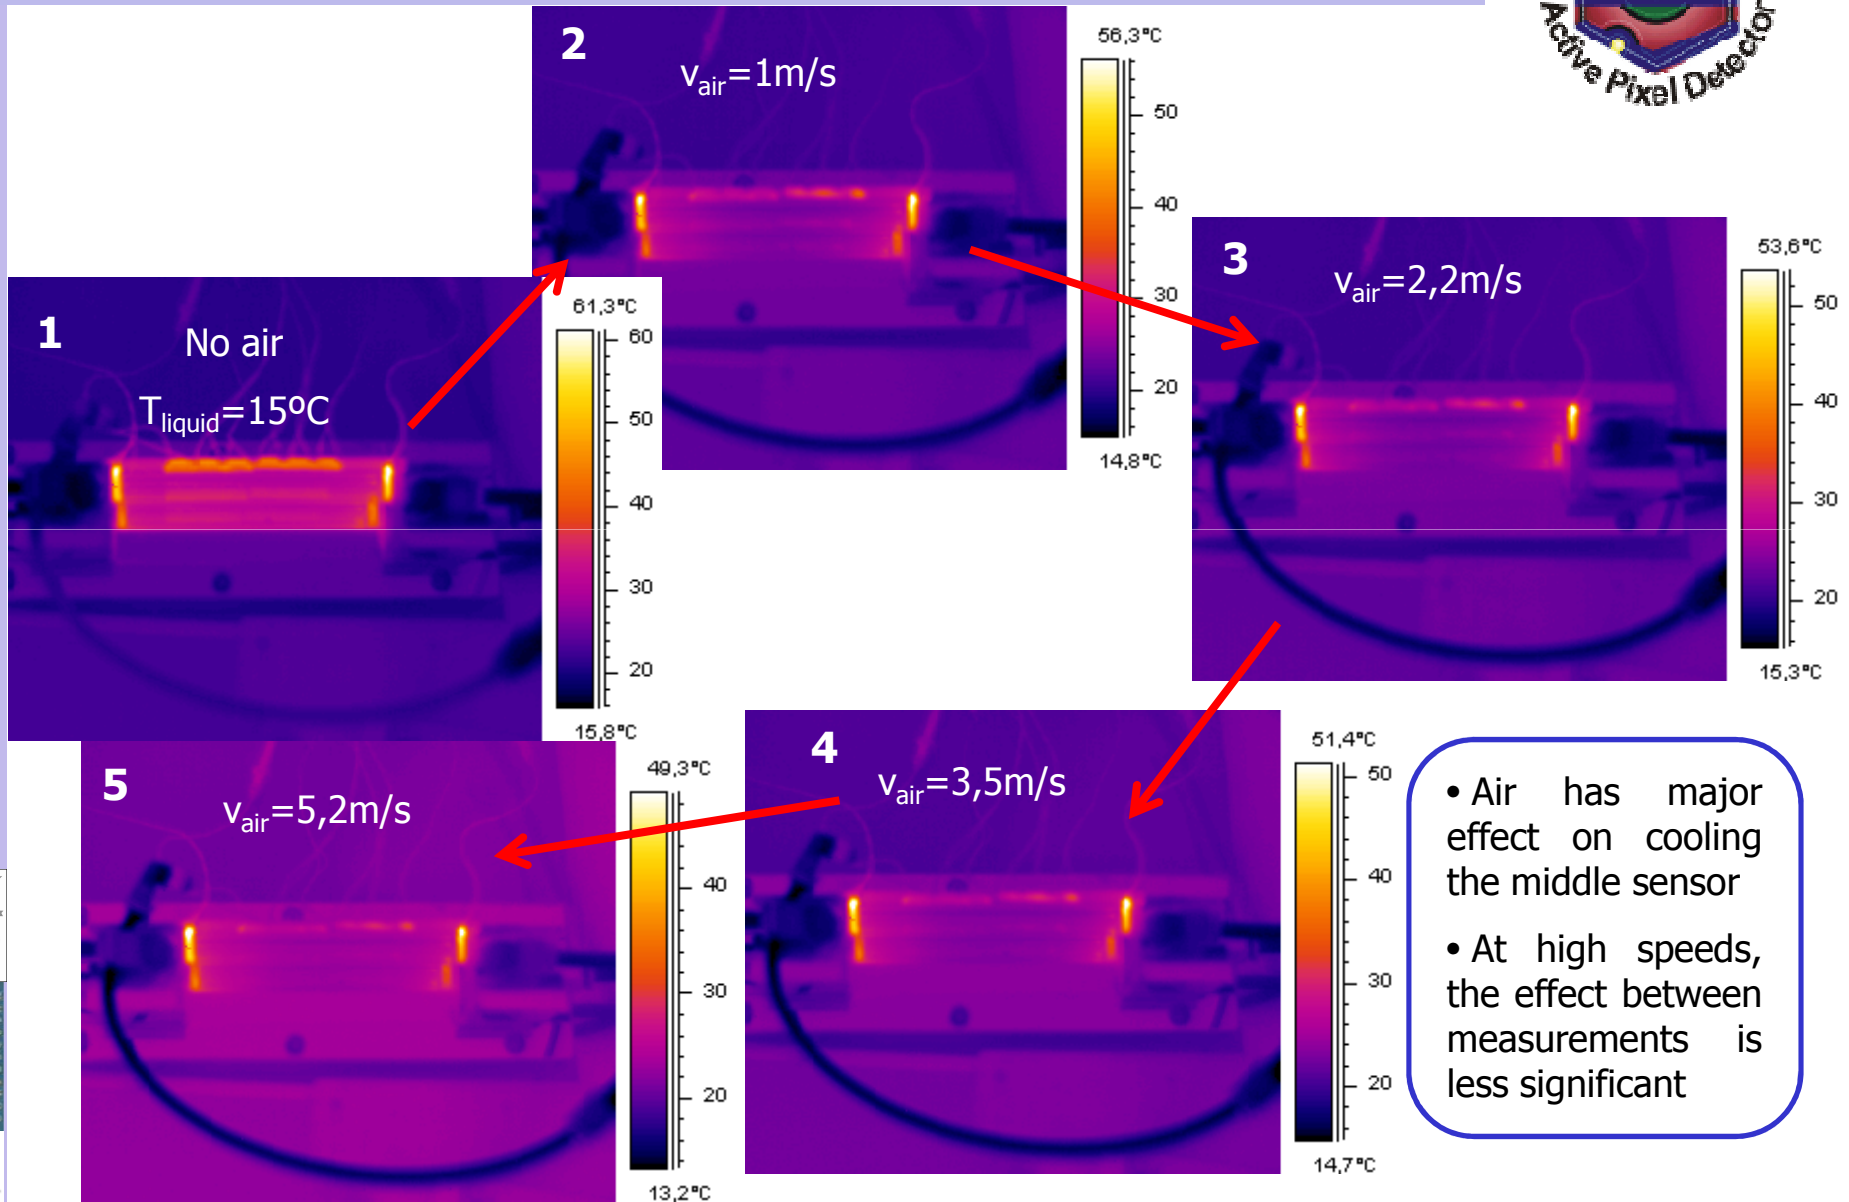 Active Pixel Detector
1
No air
Tliquid=15ºC
61,3°C
60
50
40
30
20
15,8°C
2
vair=1m/s
56,3°C
50
40
30
20
14,8°C
3
vair=2,2m/s
53,6°C
50
40
30
20
15,3°C
4
vair=3,5m/s
51,4°C
50
40
30
20
14,7°C
5
vair=5,2m/s
49,3°C
40
30
20
13,2°C
• Air has major
effect on cooling
the middle sensor
• At high speeds,
the effect between
measurements is
less significant